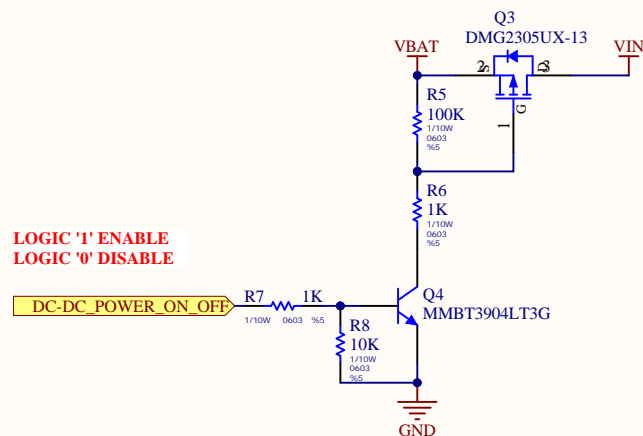 Q3
DMG2305UX-13
VBAT
VIN
2
S
D
3
G
1
R5
100K
1/10W
0603
%5
R6
1K
1/10W
0603
%5
LOGIC '1' ENABLE
LOGIC '0' DISABLE
DC-DC_POWER_ON_OFF
R7
1K
1/10W 0603 %5
Q4
MMBT3904LT3G
R8
10K
1/10W
0603
%5
GND